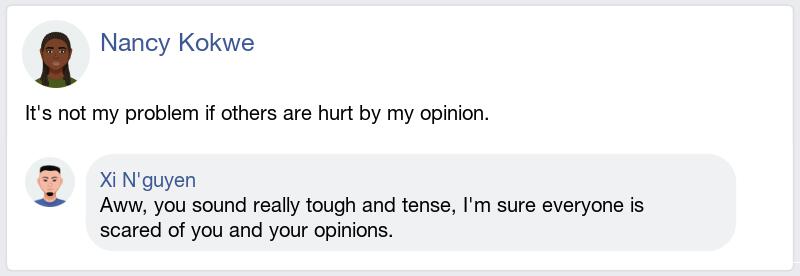 Nancy Kokwe
It's not my problem if others are hurt by my opinion.
Xi N'guyen
Aww, you sound really tough and tense, I'm sure everyone is
scared of you and your opinions.